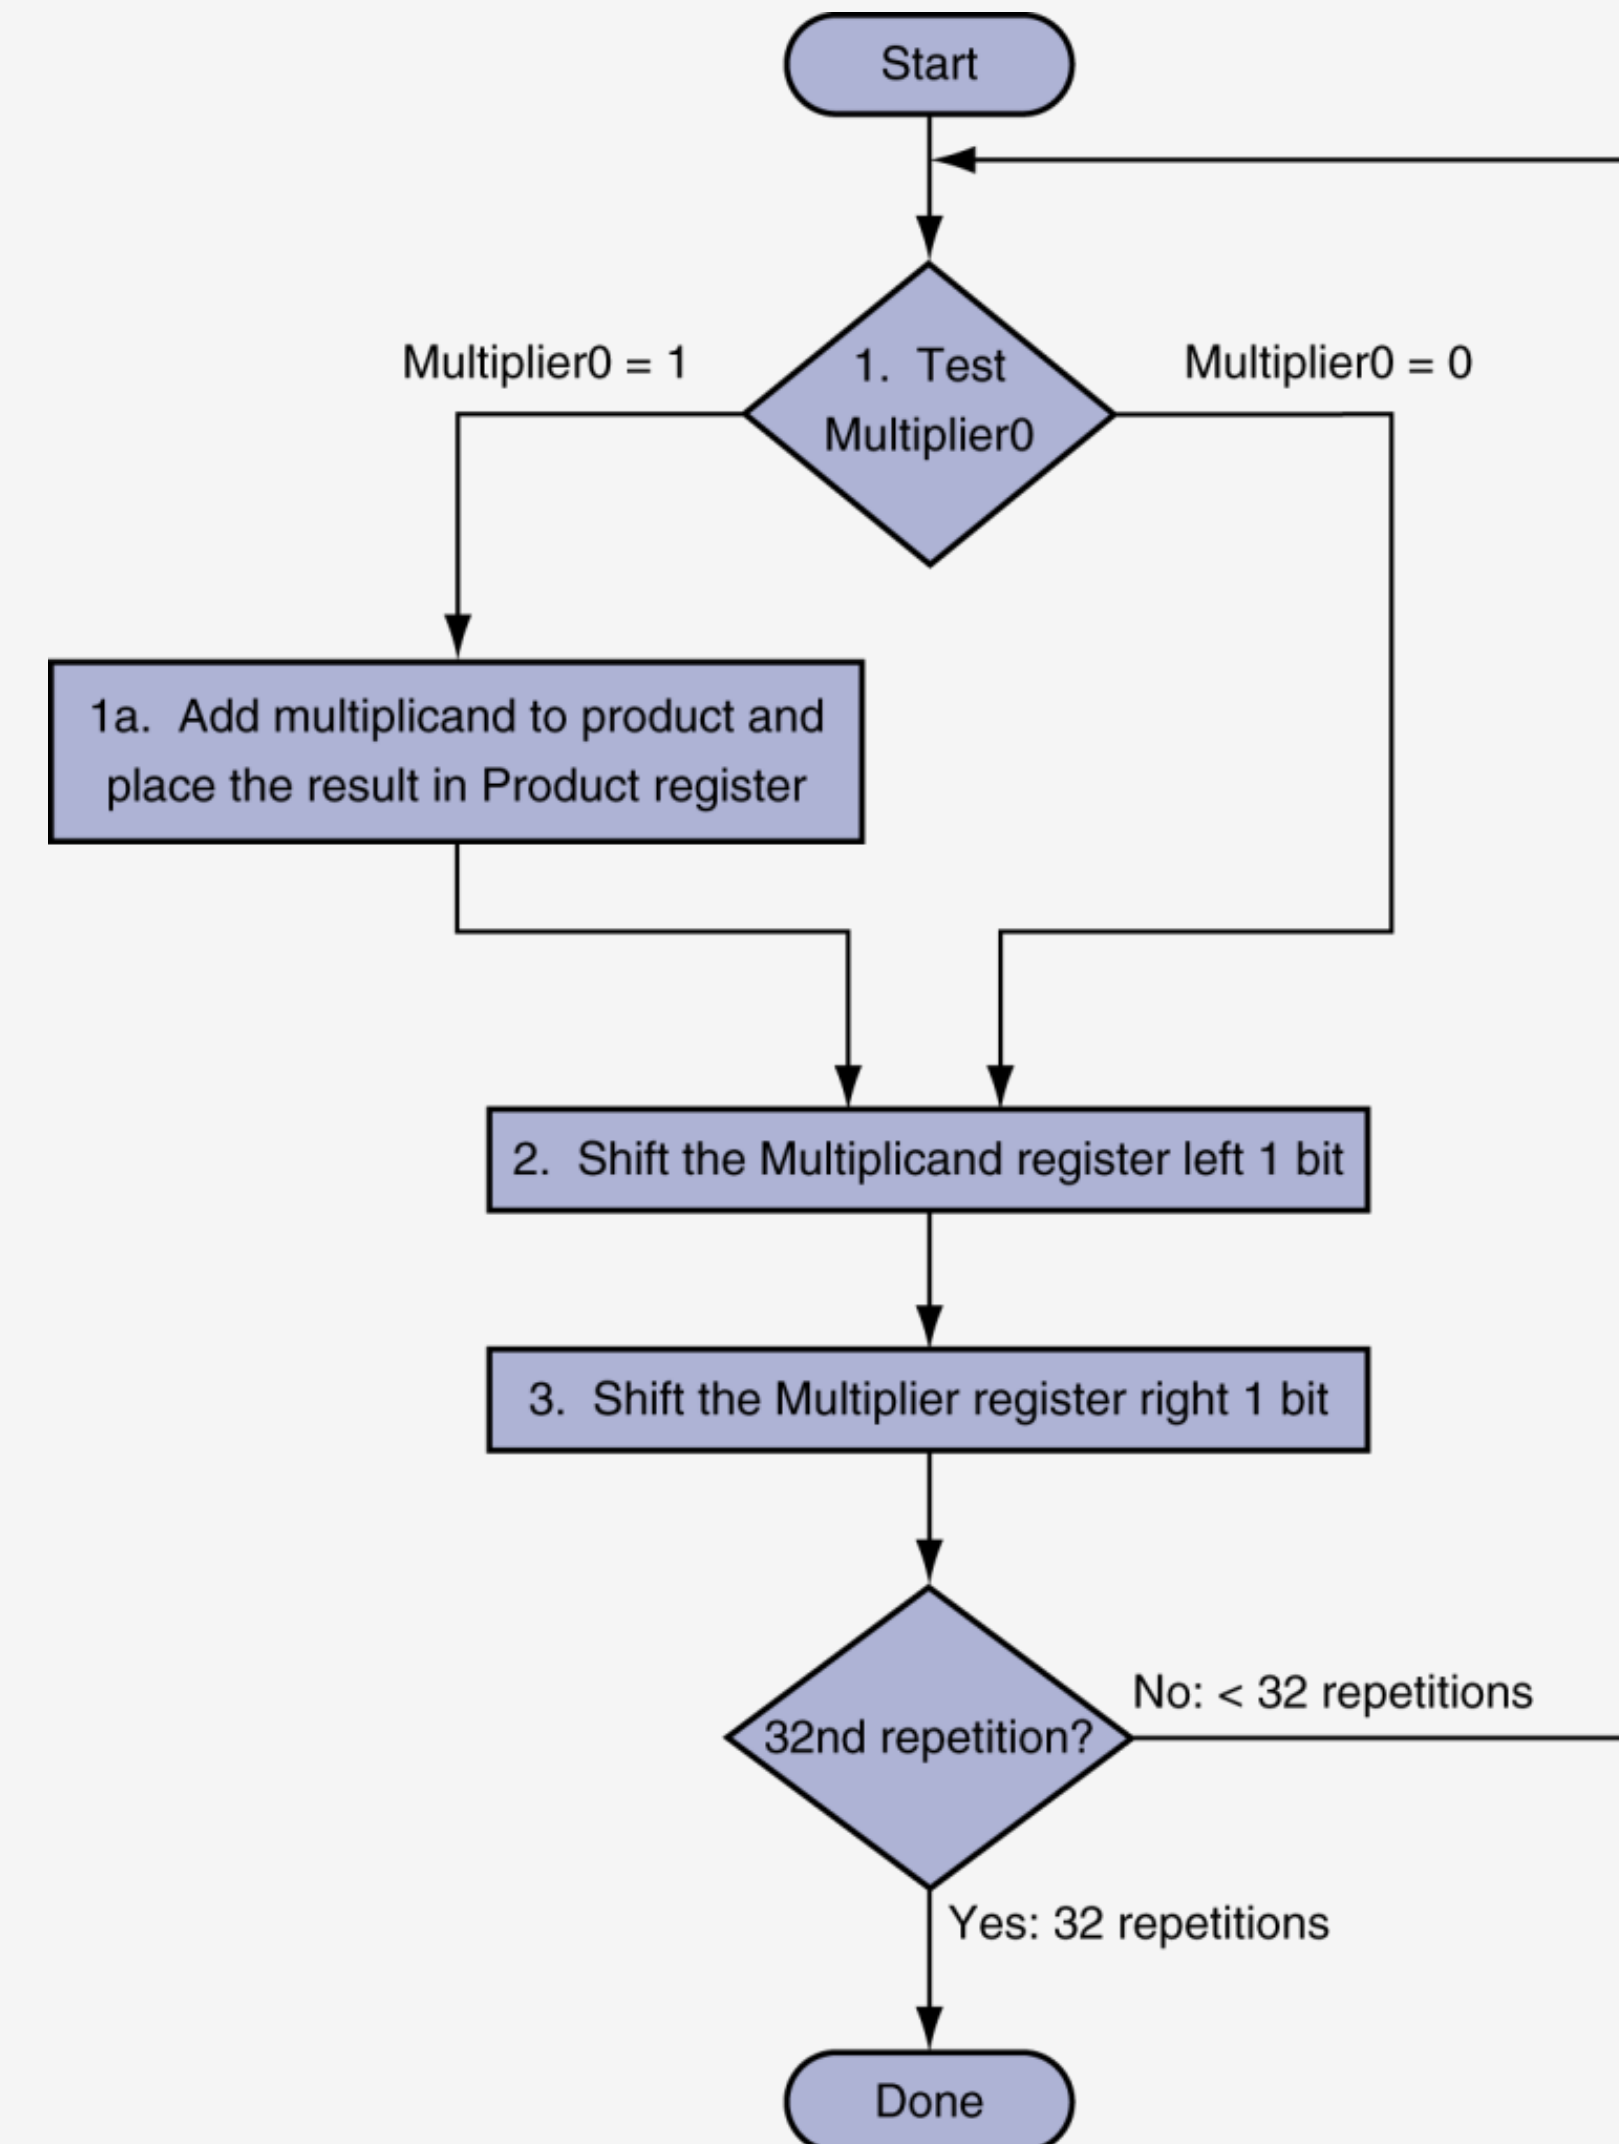 Start
Multiplier0 = 1
1. Test
Multiplier0
Multiplier0 = 0
1a. Add multiplicand to product and
place the result in Product register
2. Shift the Multiplicand register left 1 bit
3. Shift the Multiplier register right 1 bit
32nd repetition?
No: < 32 repetitions
Yes: 32 repetitions
Done